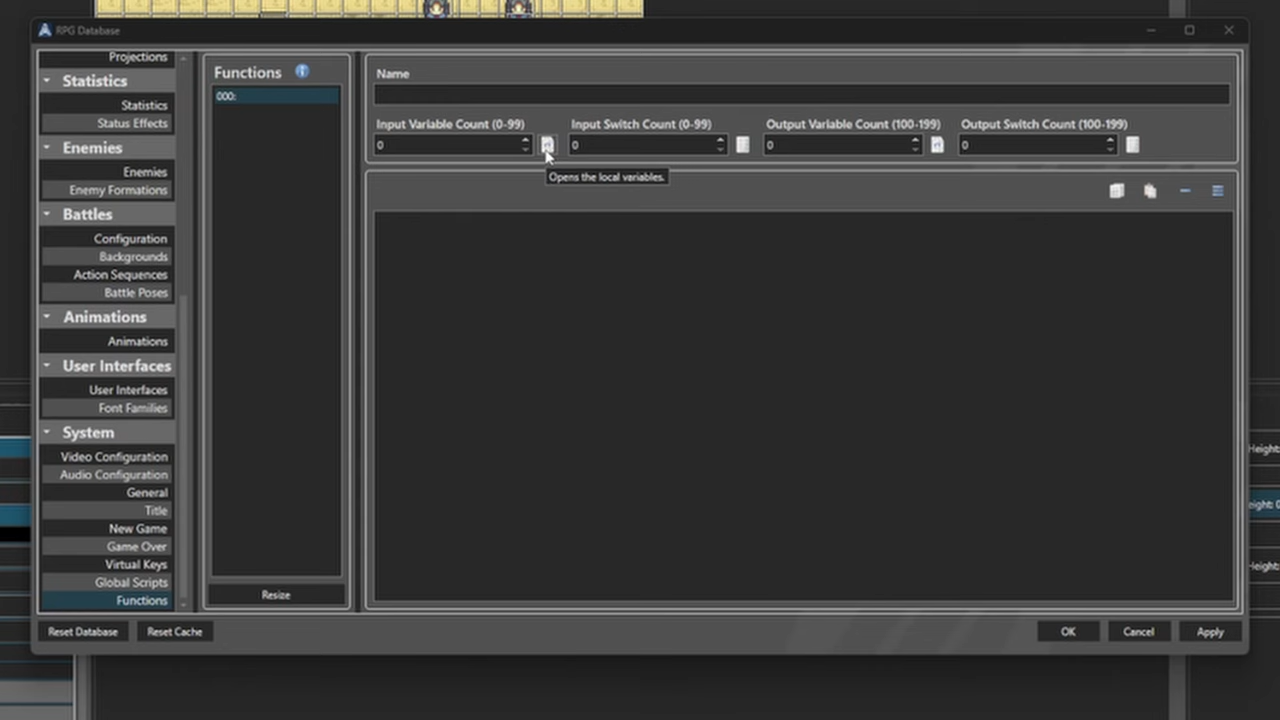 RPG Database
Projections
Statistics
Statistics
Status Effects
Enemies
Enemies
Enemy Formations
Battles
Configuration
Backgrounds
Action Sequences
Battle Poses
Animations
Animations
User Interfaces
User Interfaces
Font Families
System
Video Configuration
Audio Configuration
General
Title
New Game
Game Over
Virtual Keys
Global Scripts
Functions
Functions
000:
Resize
Name
Input Variable Count (0-99)
Input Switch Count (0-99)
Output Variable Count (100-199)
Output Switch Count (100-199)
0
0
0
0
Opens the local variables.
Height:
Height:
Reset Database
Reset Cache
OK
Cancel
Apply